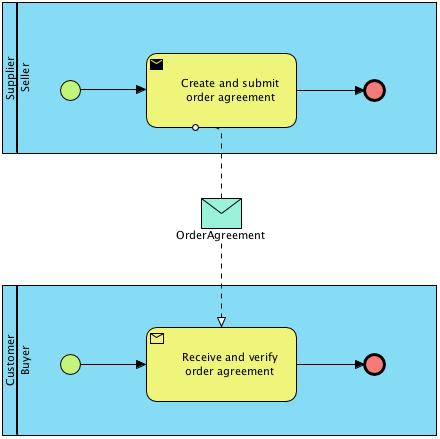 Supplier
Seller
Create and submit
order agreement
OrderAgreement
Customer
Buyer
Receive and verify
order agreement